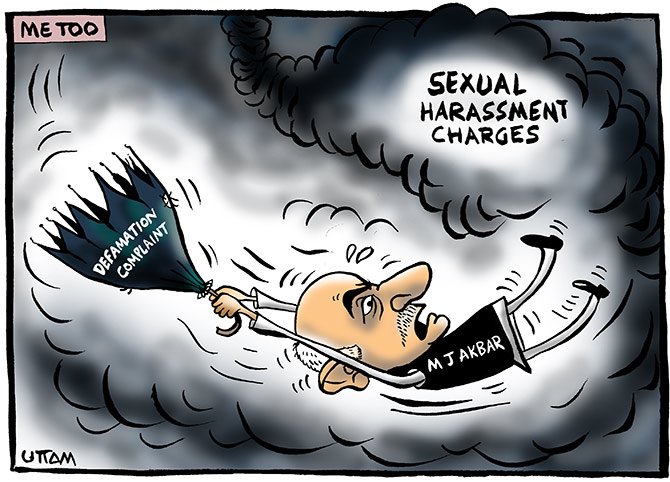 ME TOO
SEXUAL
HARASSMENT
CHARGES
DEFAMATION
COMPLAINT
M J AKBAR
UTTAM